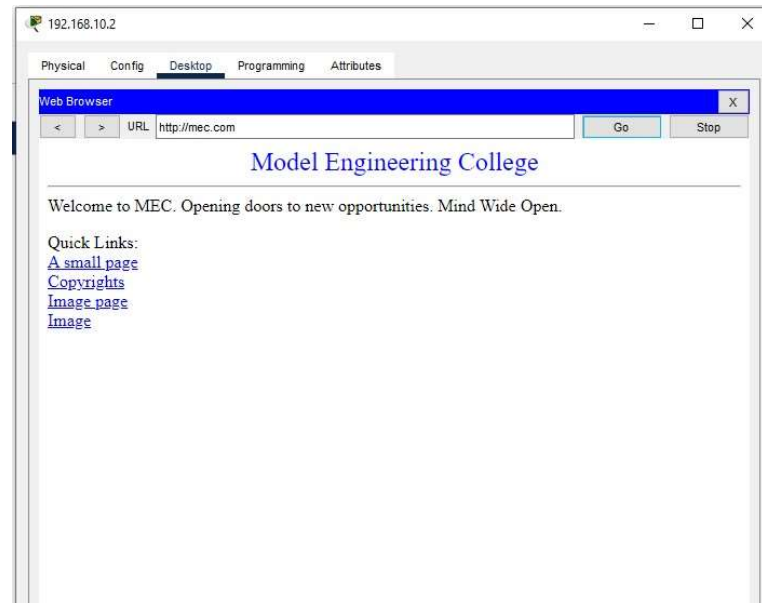 192.168.10.2
Physical Config Desktop Programming Attributes
Web Browser X
< > URL http://mec.com Go Stop
Model Engineering College
Welcome to MEC. Opening doors to new opportunities. Mind Wide Open.
Quick Links:
A small page
Copyrights
Image page
Image